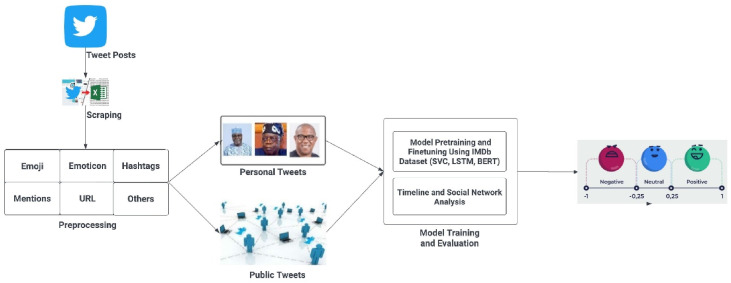 Tweet Posts
Scraping
Emoji
Emoticon
Hashtags
Mentions
URL
Others
Preprocessing
Personal Tweets
Public Tweets
Model Pretraining and
Finetuning Using IMDb
Dataset (SVC, LSTM, BERT)
Timeline and Social Network
Analysis
Model Training
and Evaluation
Negative
Neutral
Positive
-1
-0,25
0,25
1